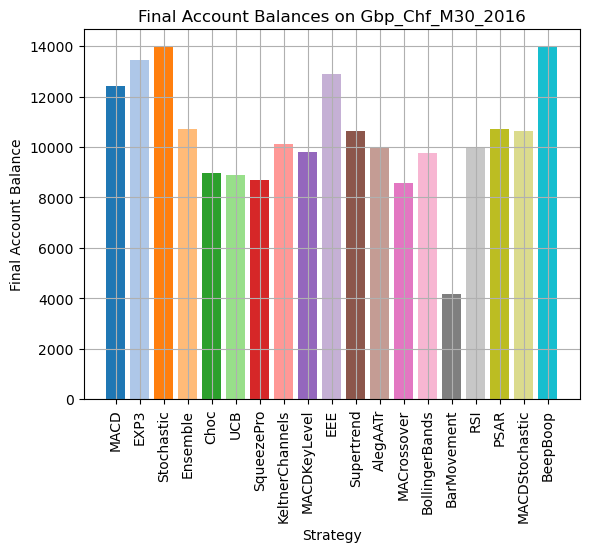 Final Account Balances on Gbp_Chf_M30_2016
Final Account Balance
14000
12000
10000
8000
6000
4000
2000
0
MACD
EXP3
Stochastic
Ensemble
Choc
UCB
SqueezePro
KeltnerChannels
MACDKeyLevel
EEE
Supertrend
AlegAATr
MACrossover
BollingerBands
BarMovement
RSI
PSAR
MACDStochastic
BeepBoop
Strategy